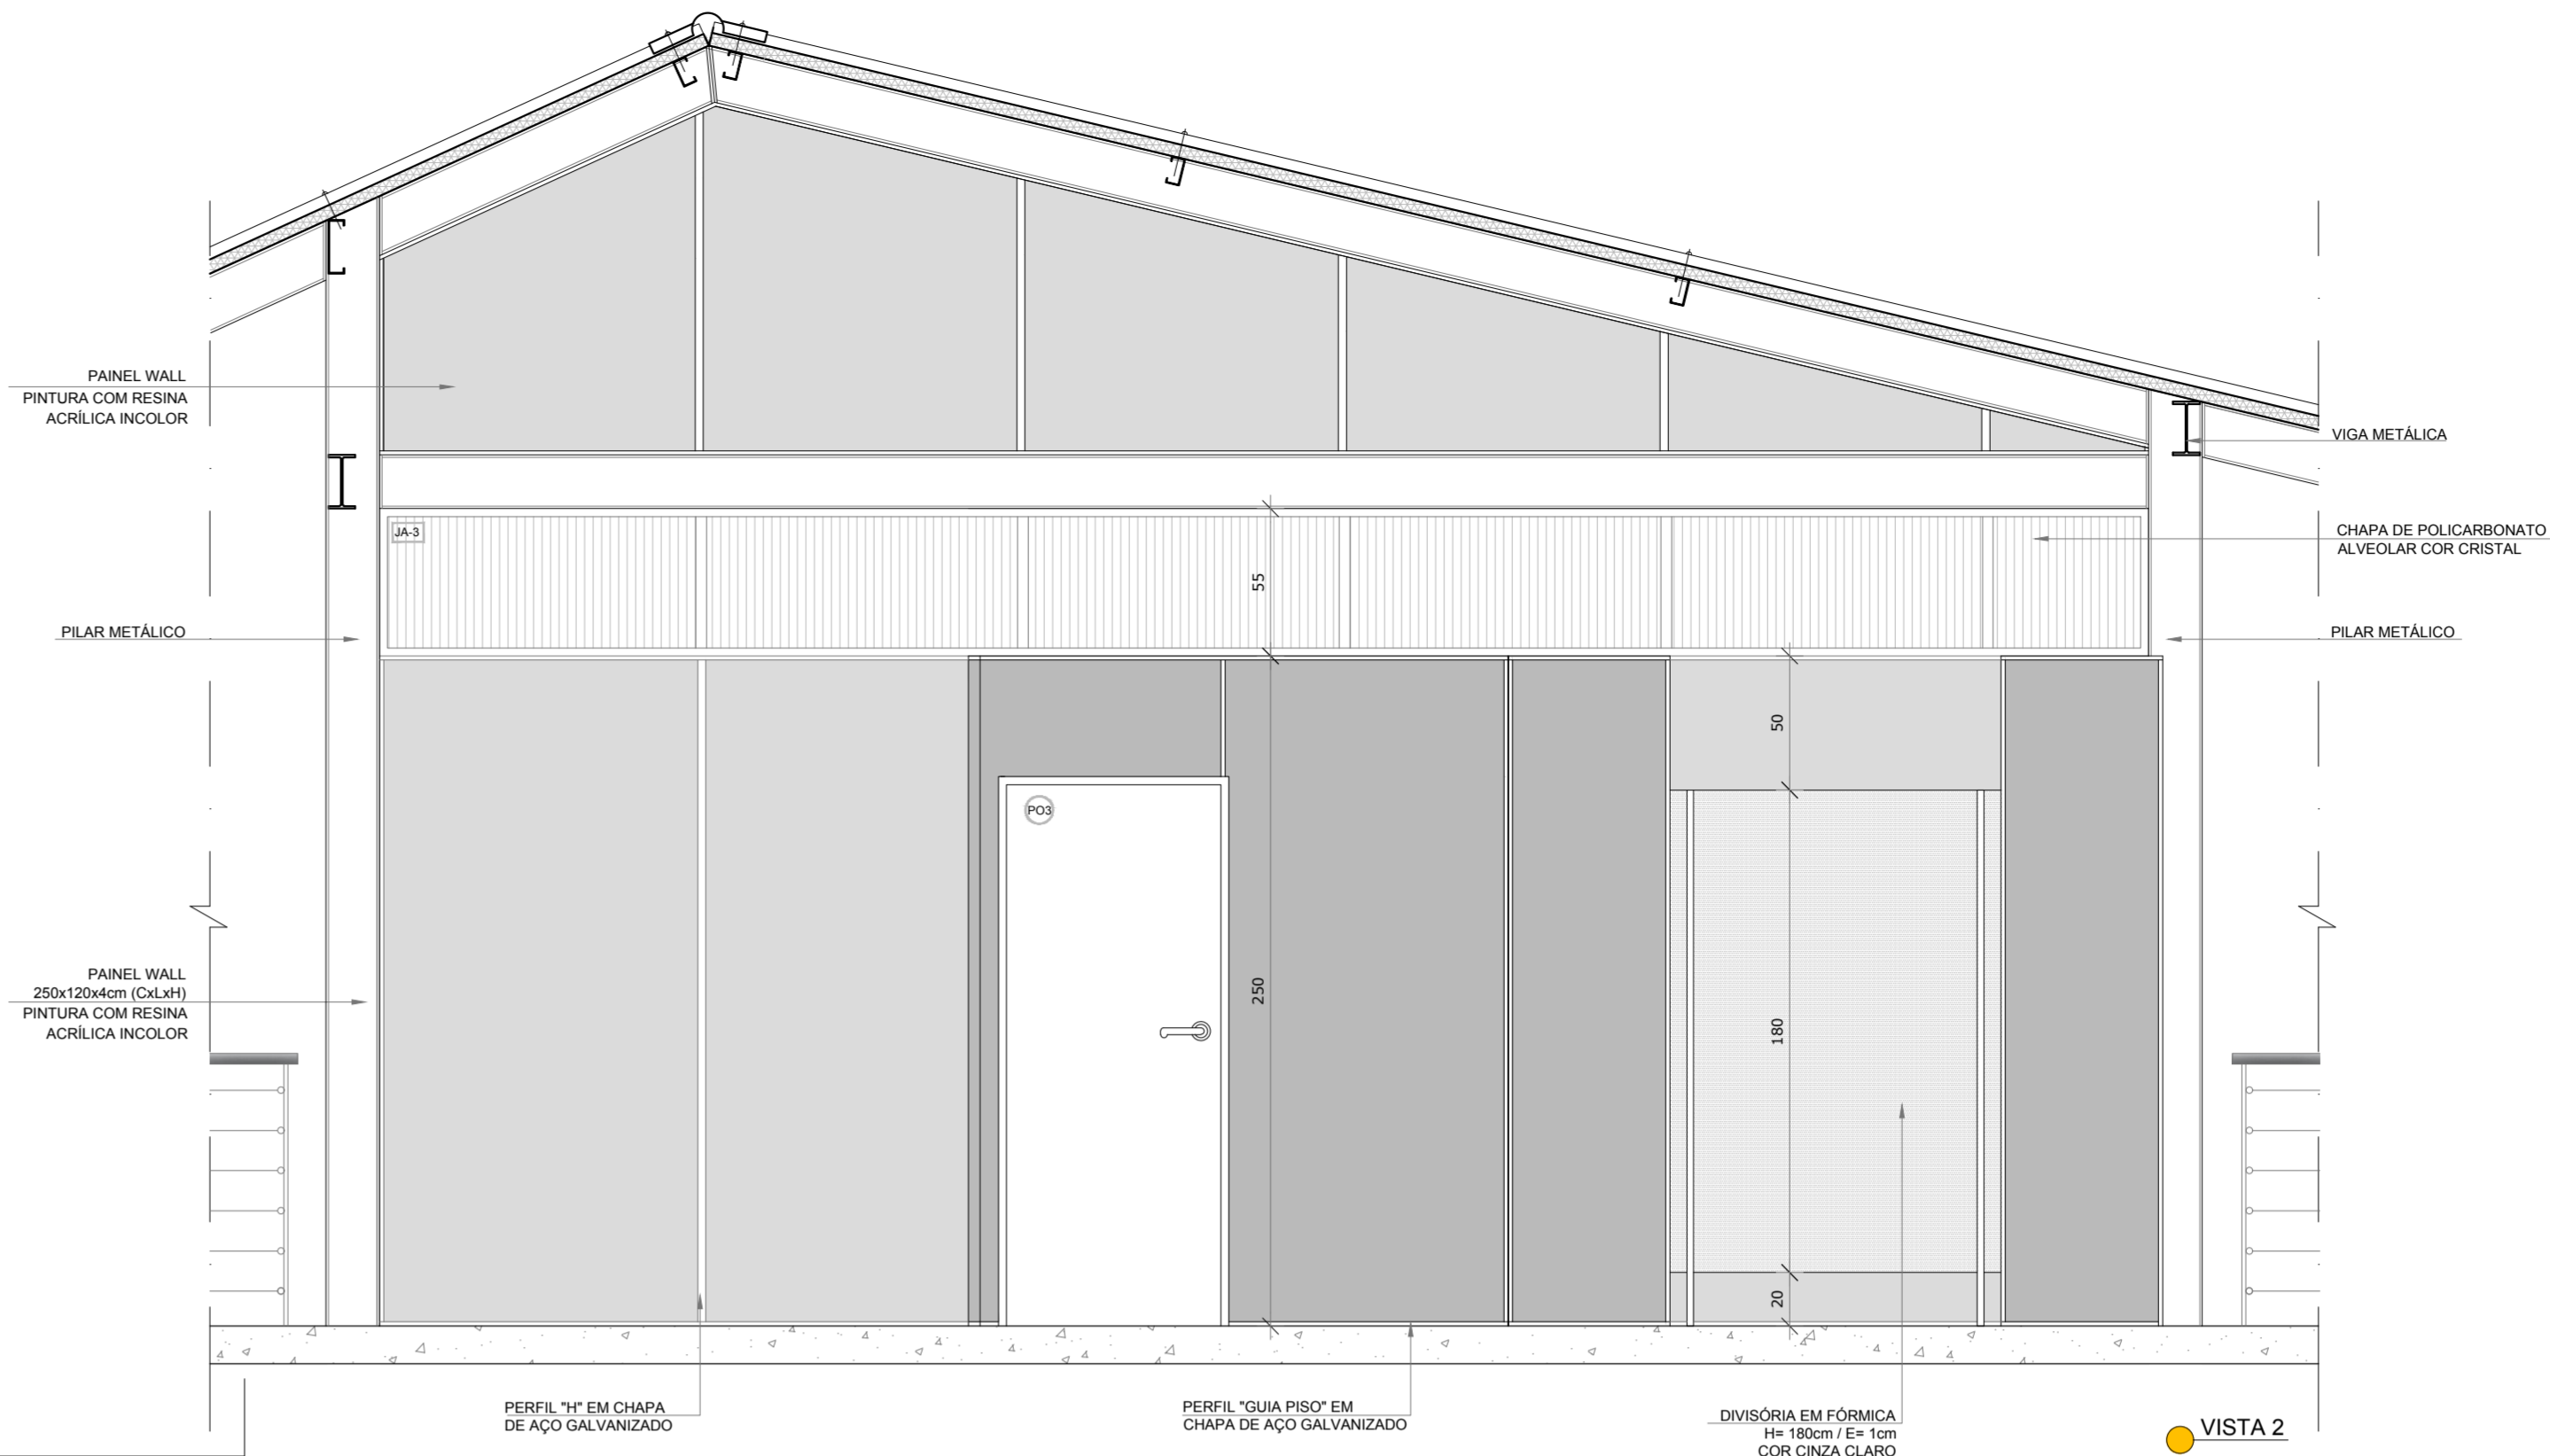 PAINEL WALL
PINTURA COM RESINA
ACRÍLICA INCOLOR
VIGA METÁLICA
JA-3
CHAPA DE POLICARBONATO
ALVEOLAR COR CRISTAL
55
PILAR METÁLICO
PILAR METÁLICO
50
PO3
PAINEL WALL
250x120x4cm (CxLxH)
PINTURA COM RESINA
ACRÍLICA INCOLOR
250
180
20
PERFIL "H" EM CHAPA
DE AÇO GALVANIZADO
PERFIL "GUIA PISO" EM
CHAPA DE AÇO GALVANIZADO
DIVISÓRIA EM FÓRMICA
H= 180cm / E= 1cm
COR CINZA CLARO
VISTA 2